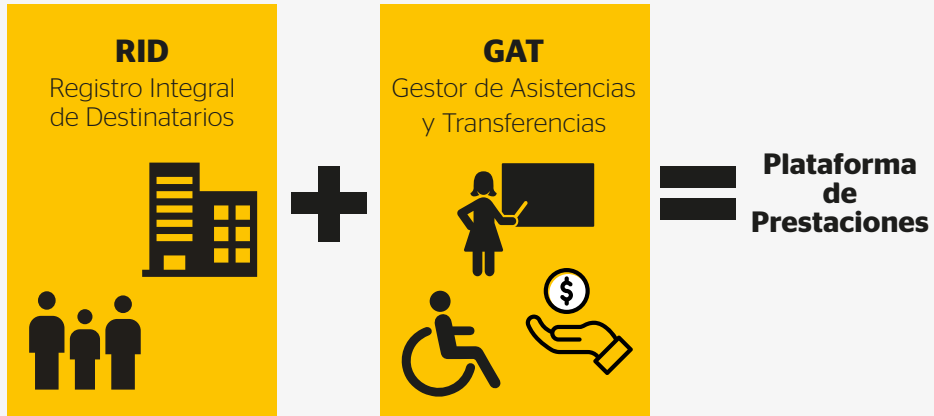 RID
Registro Integral
de Destinatarios
GAT
Gestor de Asistencias
y Transferencias
$
Plataforma
de
Prestaciones